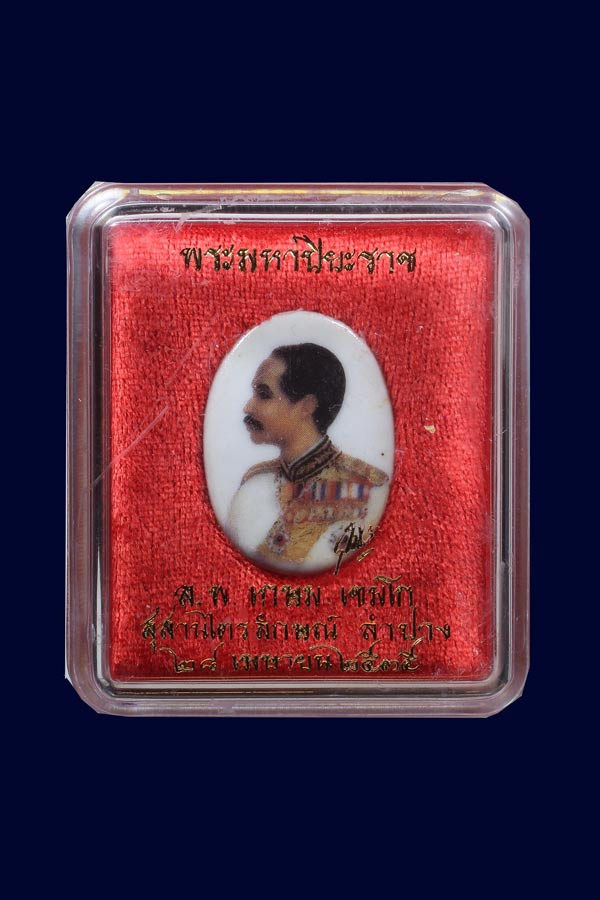 พระมหาปิยะราช
ล.พ เกษม เขมโก
สุสานไตรลักษณ์ ลำปาง
๒๘ เมษายน ๒๕๓๕